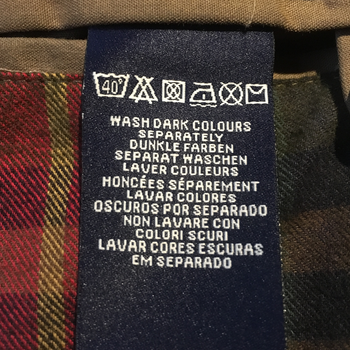 40°
WASH DARK COLOURS
SEPARATELY
DUNKLE FARBEN
SEPARAT WASCHEN
LAVER COULEURS
HONCÉES SÉPAREMENT
LAVAR COLORES
OSCUROS POR SEPARADO
NON LAVARE CON
COLORI SCURI
LAVAR CORES ESCURAS
EM SEPARADO